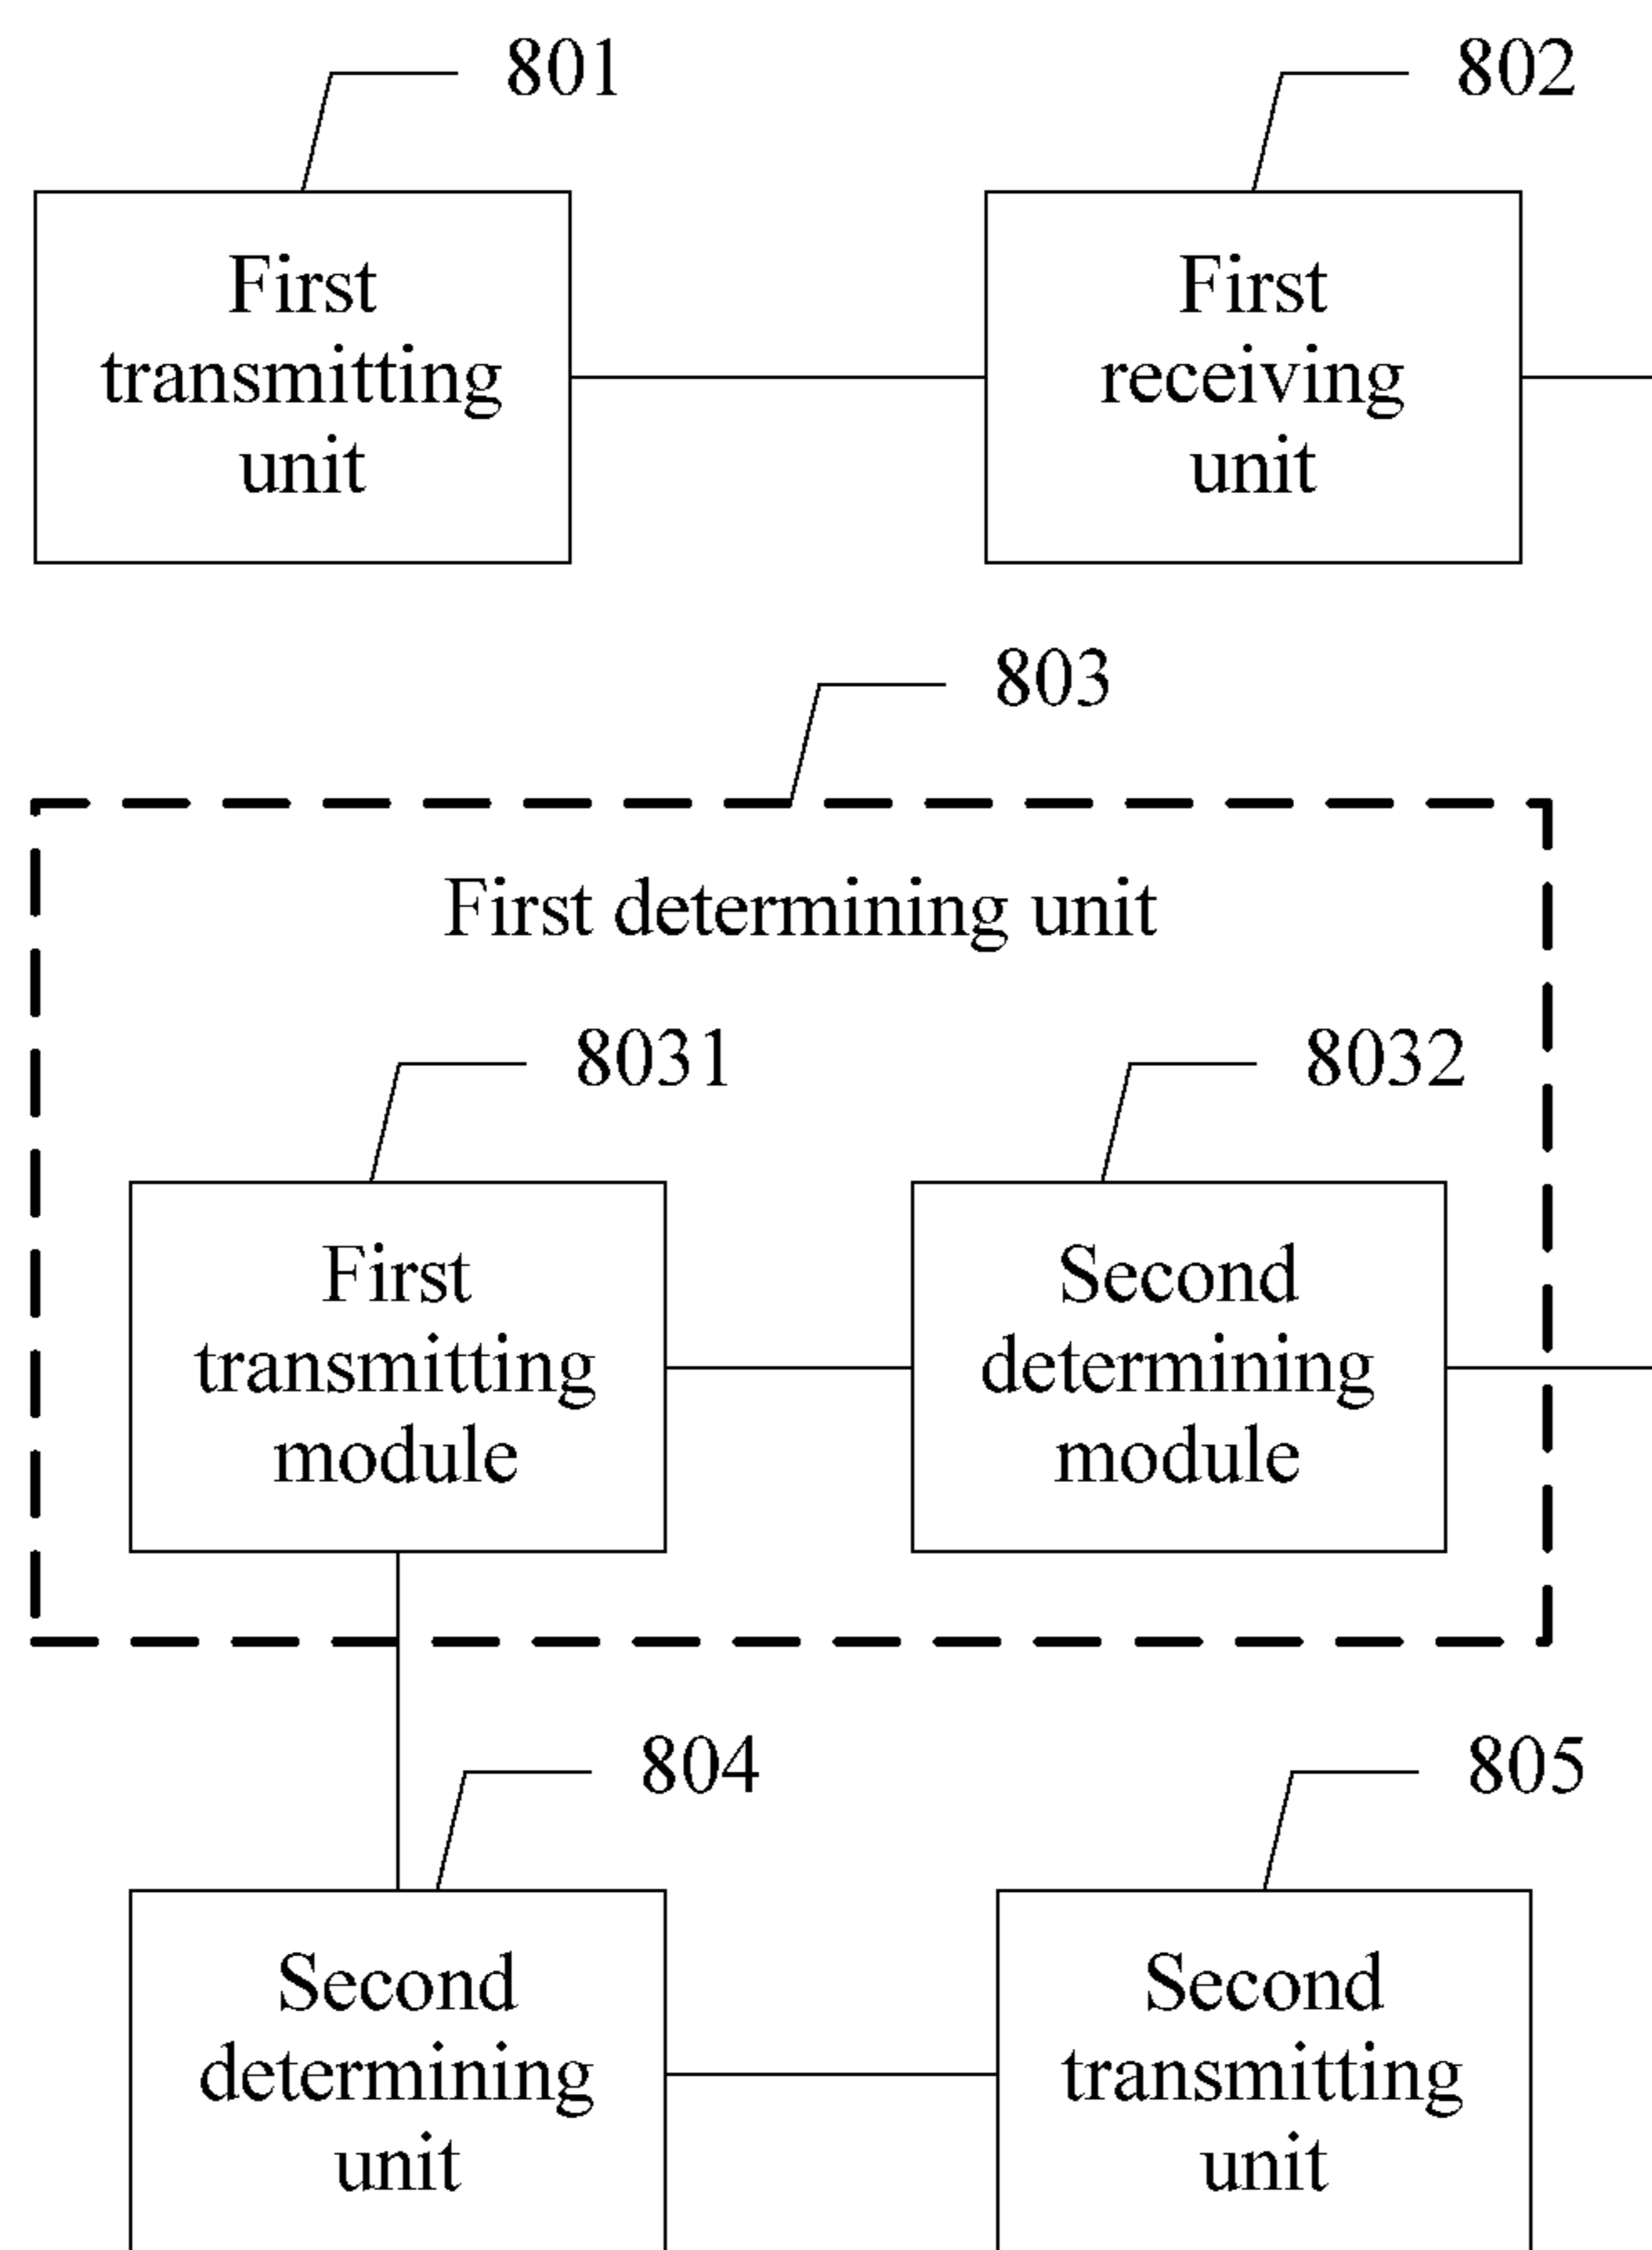 801
802
First
transmitting
unit
First
receiving
unit
803
First determining unit
8031
8032
First
transmitting
module
Second
determining
module
804
805
Second
determining
unit
Second
transmitting
unit